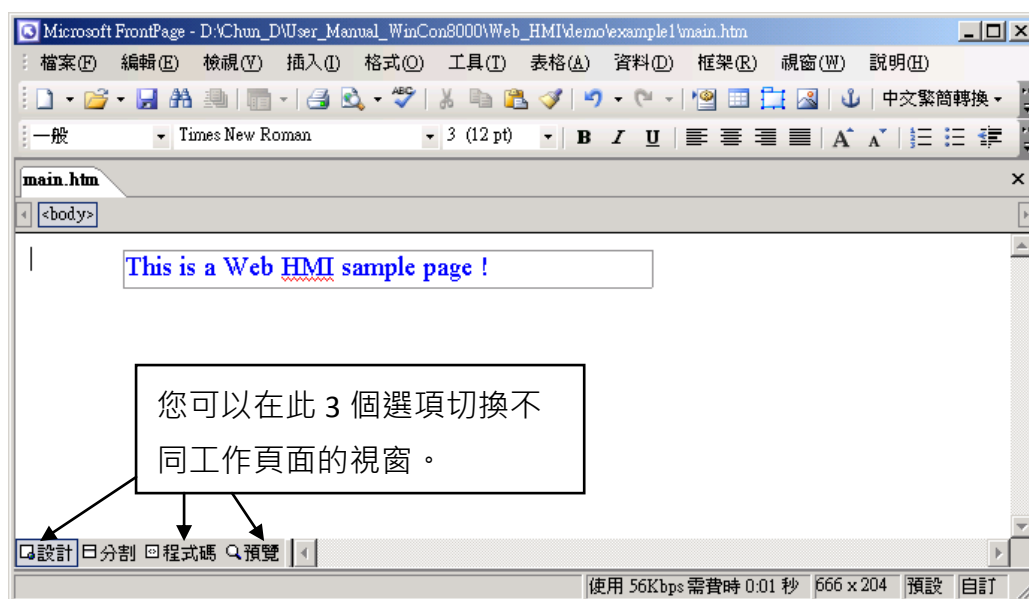 Microsoft FrontPage - D:\Chun_D\User_Manual_WinCon8000\Web_HMI\demo\example1\main.htm
檔案(F) 編輯(E) 檢視(V) 插入(I) 格式(O) 工具(T) 表格(A) 資料(D) 框架(R) 視窗(W) 說明(H)
ABC 中文繁簡轉換
一般 Times New Roman 3 (12 pt) B I U A A
main.htm
<body>
This is a Web HMI sample page !
您可以在此 3 個選項切換不
同工作頁面的視窗。
設計 分割 程式碼 預覽
使用 56Kbps 需費時 0:01 秒 666 x 204 預設 自訂